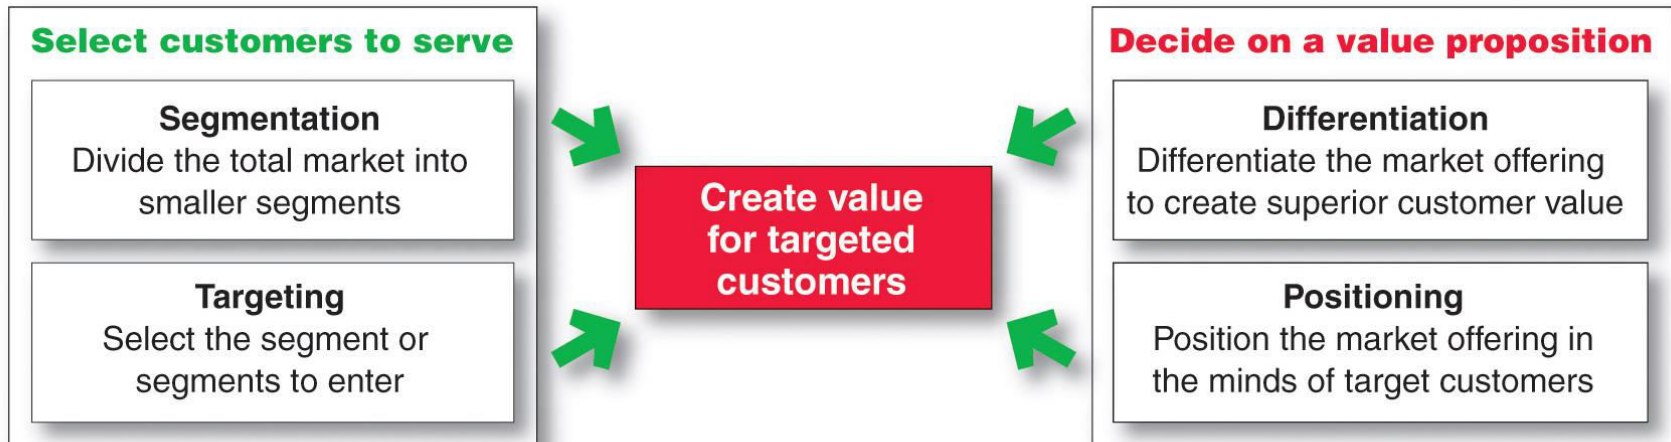 Select customers to serve
Segmentation
Divide the total market into
smaller segments
Targeting
Select the segment or
segments to enter
Create value
for targeted
customers
Decide on a value proposition
Differentiation
Differentiate the market offering
to create superior customer value
Positioning
Position the market offering in
the minds of target customers